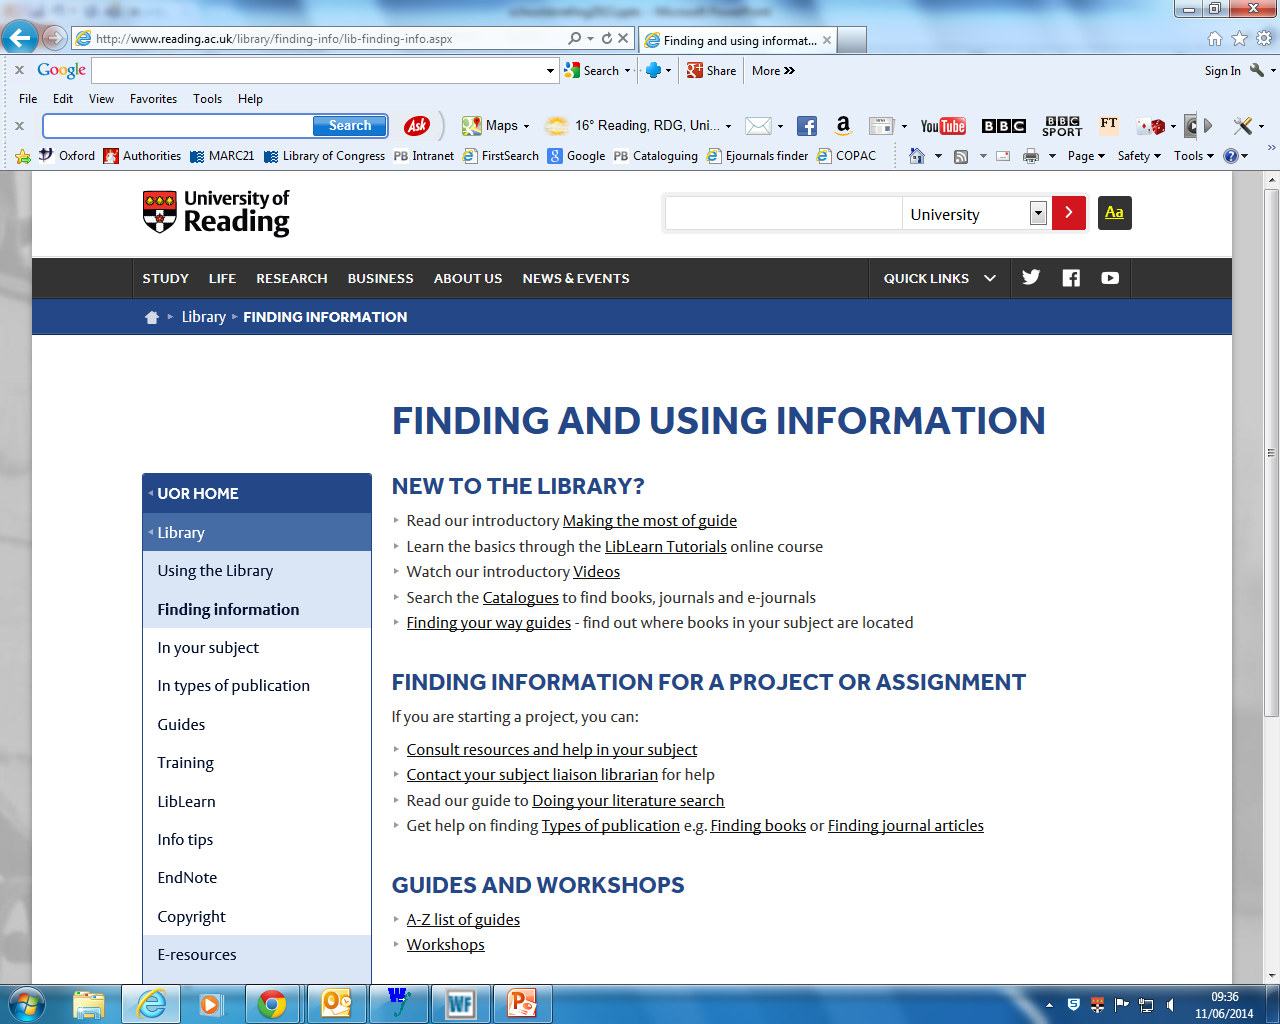 http://www.reading.ac.uk/library/finding-info/lib-finding-info.aspx
Finding and using informat...
Google
Search
Share
More
Sign In
File Edit View Favorites Tools Help
Search
Ask
Maps
16° Reading, RDG, Uni...
YouTube
BBC
BBC SPORT
FT
Oxford
Authorities
MARC21
Library of Congress
PB Intranet
FirstSearch
Google
PB Cataloguing
Ejournals finder
COPAC
Page
Safety
Tools
University of
Reading
University
Aa
STUDY LIFE RESEARCH BUSINESS ABOUT US NEWS & EVENTS
QUICK LINKS
Library FINDING INFORMATION
FINDING AND USING INFORMATION
UOR HOME
Library
Using the Library
Finding information
In your subject
In types of publication
Guides
Training
LibLearn
Info tips
EndNote
Copyright
E-resources
NEW TO THE LIBRARY?
Read our introductory Making the most of guide
Learn the basics through the LibLearn Tutorials online course
Watch our introductory Videos
Search the Catalogues to find books, journals and e-journals
Finding your way guides - find out where books in your subject are located
FINDING INFORMATION FOR A PROJECT OR ASSIGNMENT
If you are starting a project, you can:
Consult resources and help in your subject
Contact your subject liaison librarian for help
Read our guide to Doing your literature search
Get help on finding Types of publication e.g. Finding books or Finding journal articles
GUIDES AND WORKSHOPS
A-Z list of guides
Workshops
WF
09:36
11/06/2014